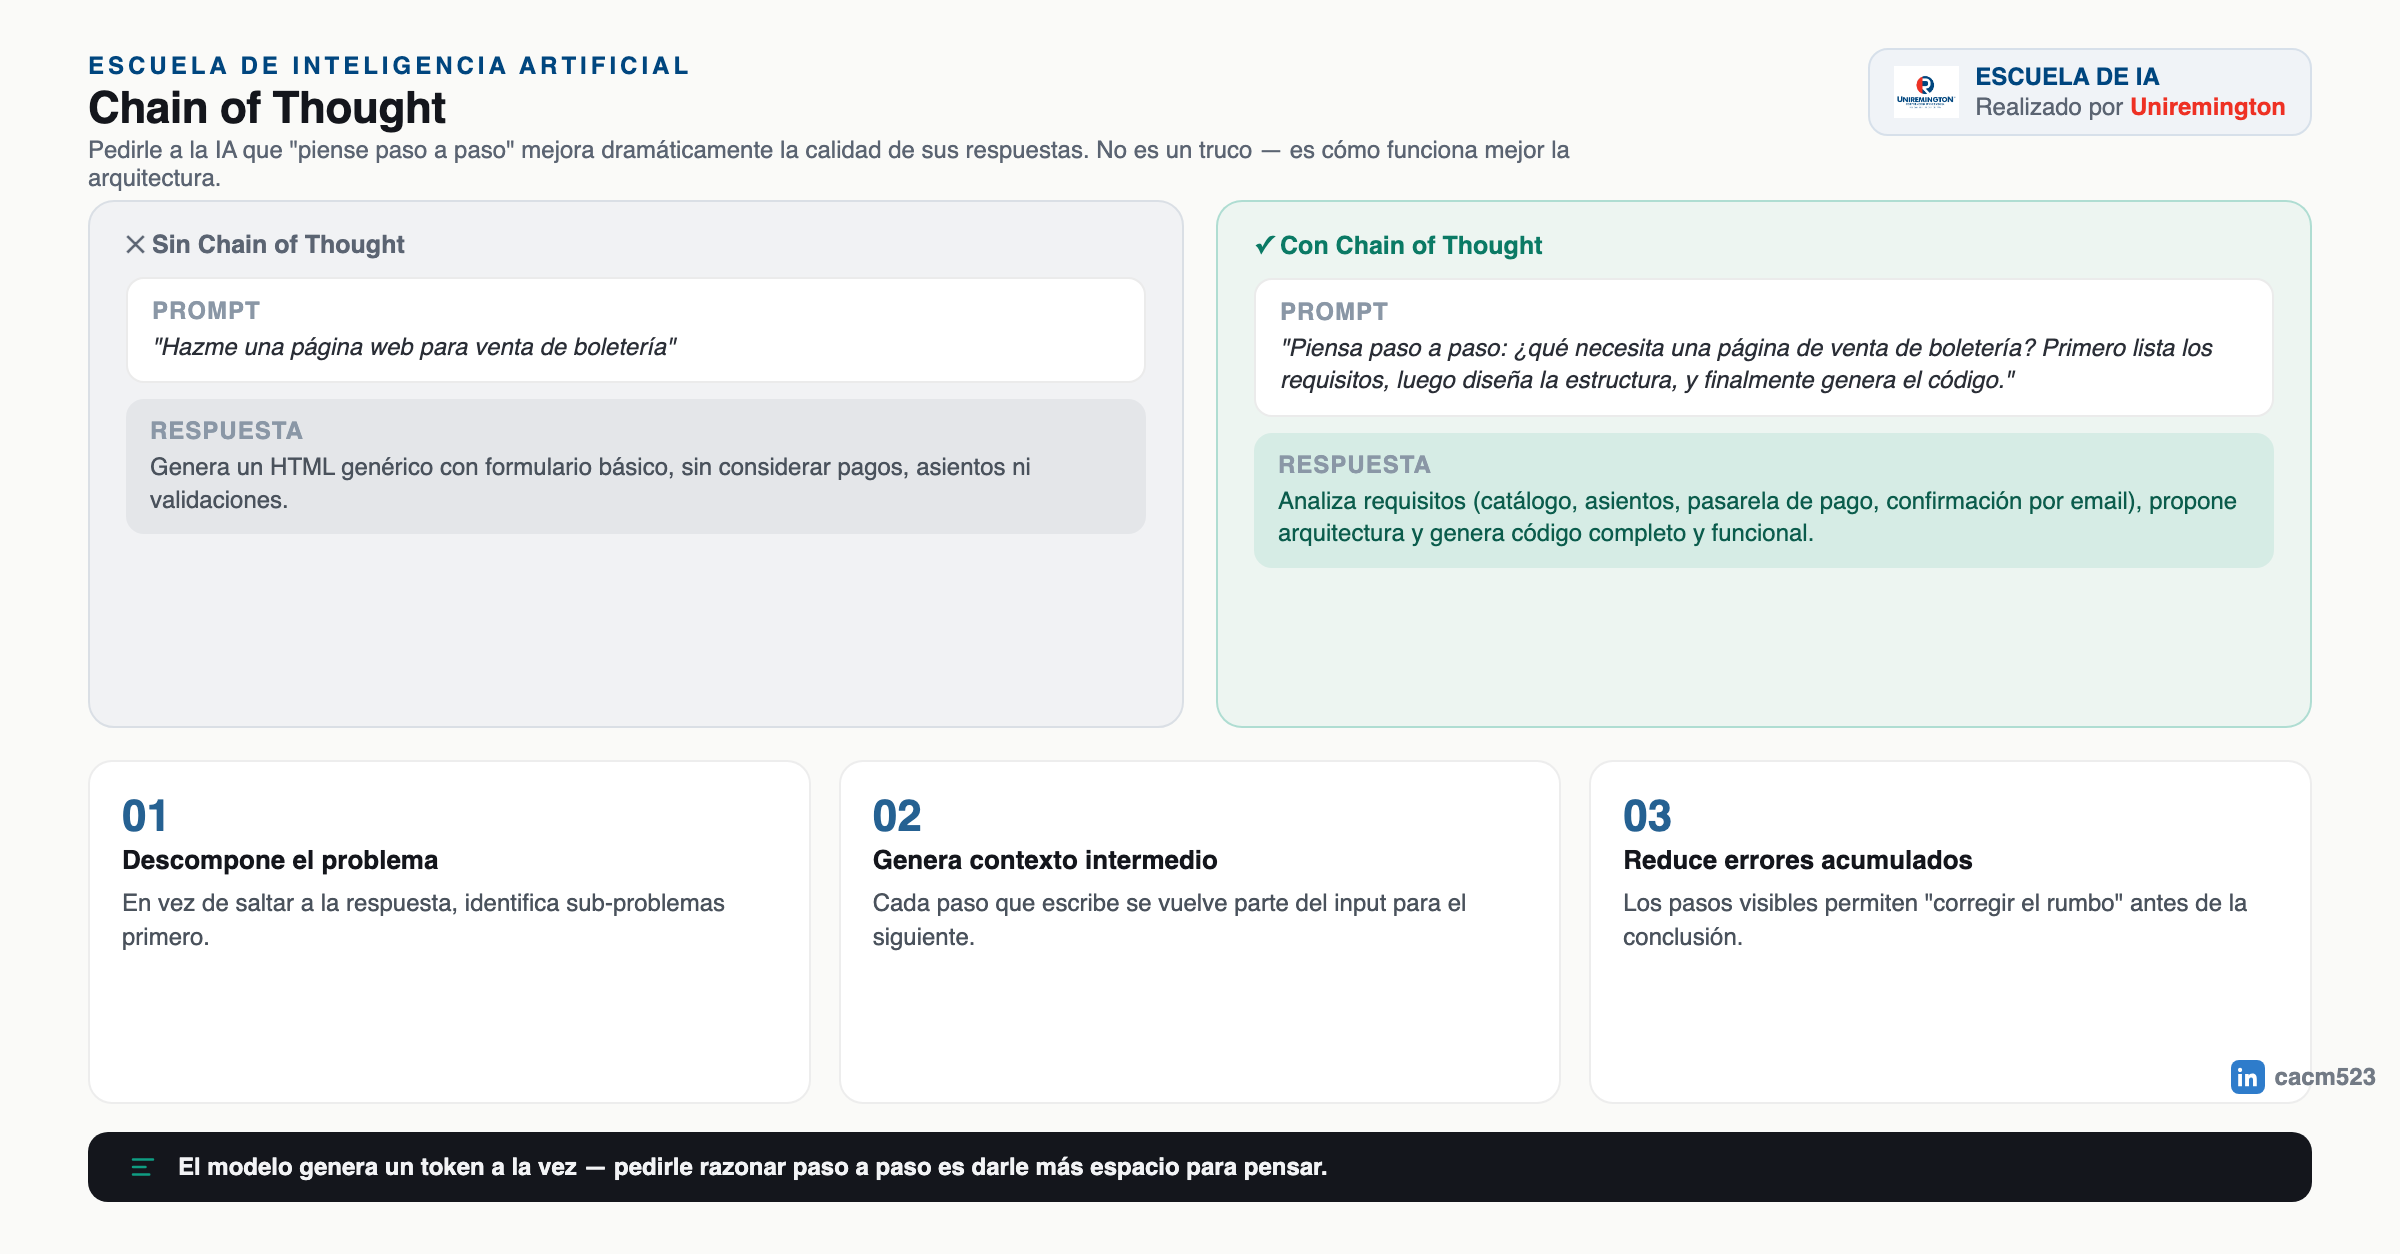 ESCUELA DE INTELIGENCIA ARTIFICIAL
Chain of Thought
Pedirle a la IA que "piense paso a paso" mejora dramáticamente la calidad de sus respuestas. No es un truco — es cómo funciona mejor la
arquitectura.
UNIREMINGTON
ESCUELA DE IA
Realizado por Uniremington
Sin Chain of Thought
PROMPT
"Hazme una página web para venta de boletería"
RESPUESTA
Genera un HTML genérico con formulario básico, sin considerar pagos, asientos ni
validaciones.
Con Chain of Thought
PROMPT
"Piensa paso a paso: ¿qué necesita una página de venta de boletería? Primero lista los
requisitos, luego diseña la estructura, y finalmente genera el código."
RESPUESTA
Analiza requisitos (catálogo, asientos, pasarela de pago, confirmación por email), propone
arquitectura y genera código completo y funcional.
01
Descompone el problema
En vez de saltar a la respuesta, identifica sub-problemas
primero.
02
Genera contexto intermedio
Cada paso que escribe se vuelve parte del input para el
siguiente.
03
Reduce errores acumulados
Los pasos visibles permiten "corregir el rumbo" antes de la
conclusión.
in cacm523
El modelo genera un token a la vez — pedirle razonar paso a paso es darle más espacio para pensar.